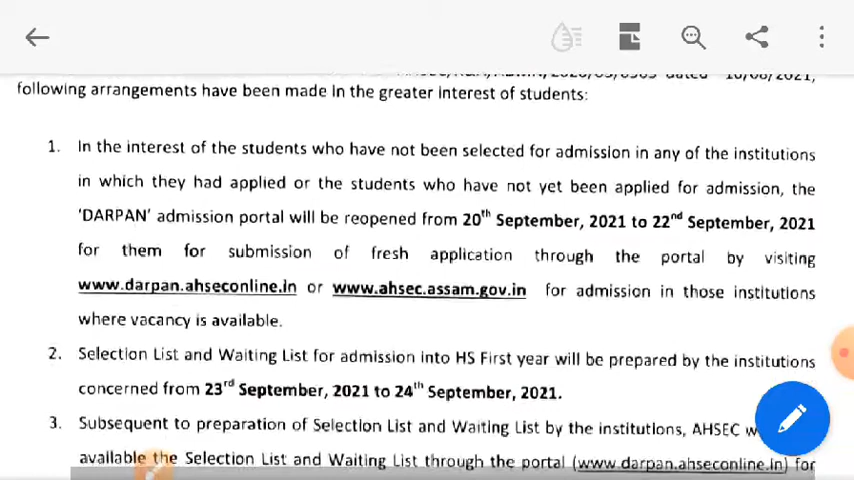 following arrangements have been made in the greater interest of students:
1. In the interest of the students who have not been selected for admission in any of the institutions
in which they had applied or the students who have not yet been applied for admission, the
‘DARPAN’ admission portal will be reopened from 20th September, 2021 to 22nd September, 2021
for them for submission of fresh application through the portal by visiting
www.darpan.ahseconline.in or www.ahsec.assam.gov.in for admission in those institutions
where vacancy is available.
2. Selection List and Waiting List for admission into HS First year will be prepared by the institutions
concerned from 23rd September, 2021 to 24th September, 2021.
3. Subsequent to preparation of Selection List and Waiting List by the institutions, AHSEC
available the Selection List and Waiting List through the portal (www.darpan.ahseconline.in) for